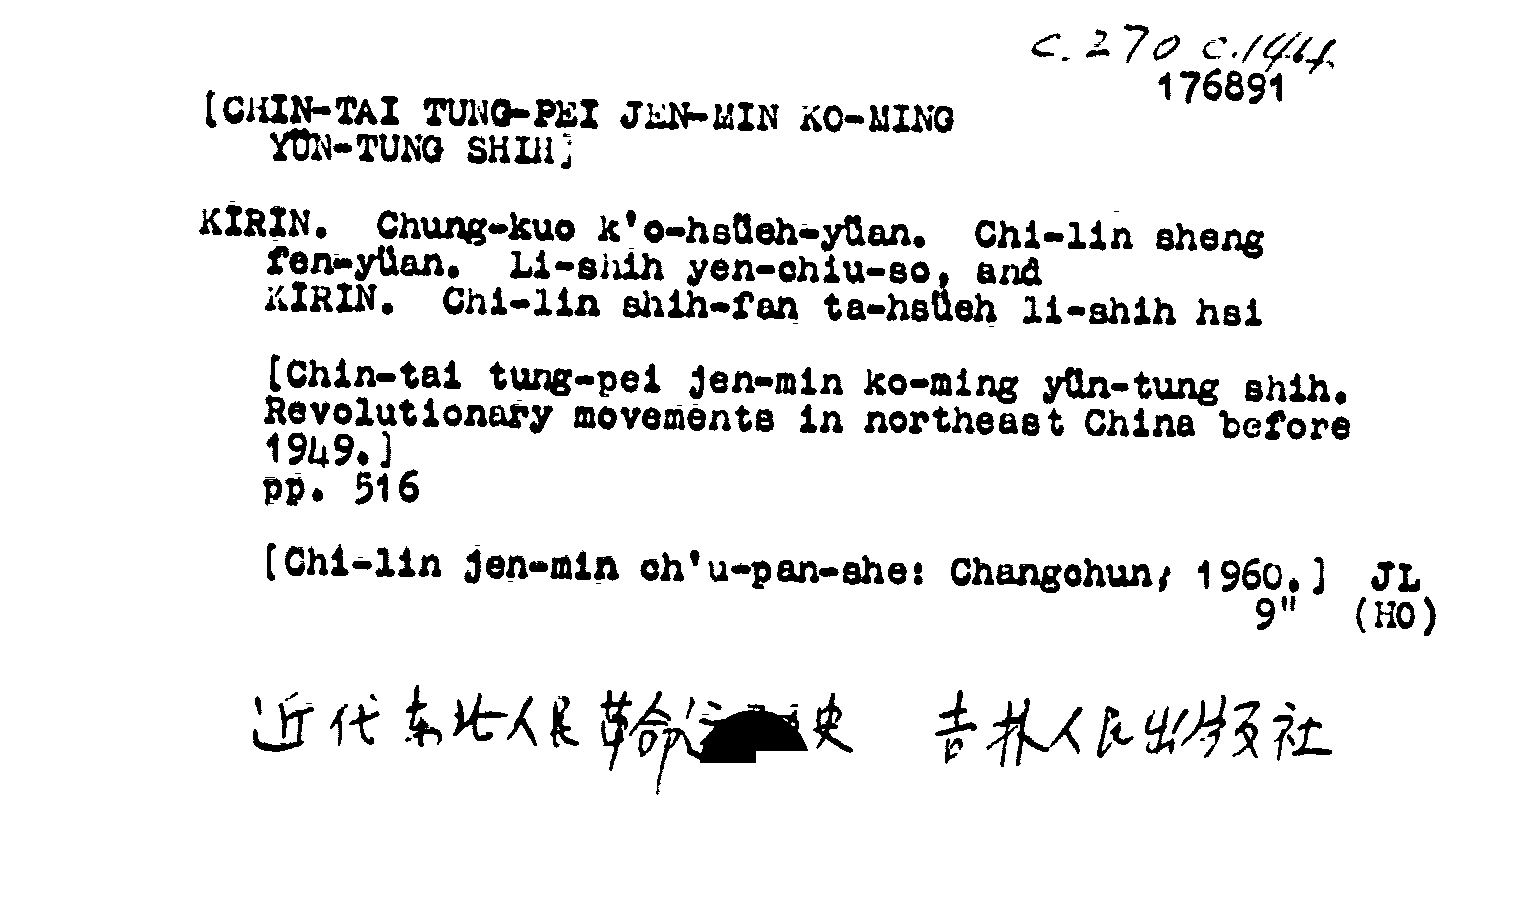 c.270 c.144
176891
[CHIN-TAI TUNG-PEI JEN-MIN KO-MING
YÜN-TUNG SHIH]
KIRIN. Chung-kuo k'o-hsüeh-yüan. Chi-lin sheng
fen-yüan. Li-shih yen-chiu-so, and
KIRIN. Chi-lin shih-fan ta-hsüeh li-shih hsi
[Chin-tai tung-pei jen-min ko-ming yün-tung shih.
Revolutionary movements in northeast China before
1949.]
pp. 516
[Chi-lin jen-min ch'u-pan-she: Changchun, 1960.] JL
9" (HO)
近代东北人民革命运 史 吉林人民出版社